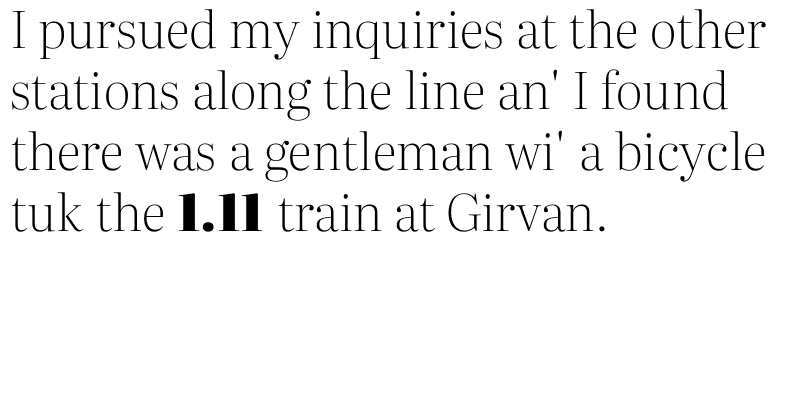 I pursued my inquiries at the other
stations along the line an' I found
there was a gentleman wi' a bicycle
tuk the 1.11 train at Girvan.